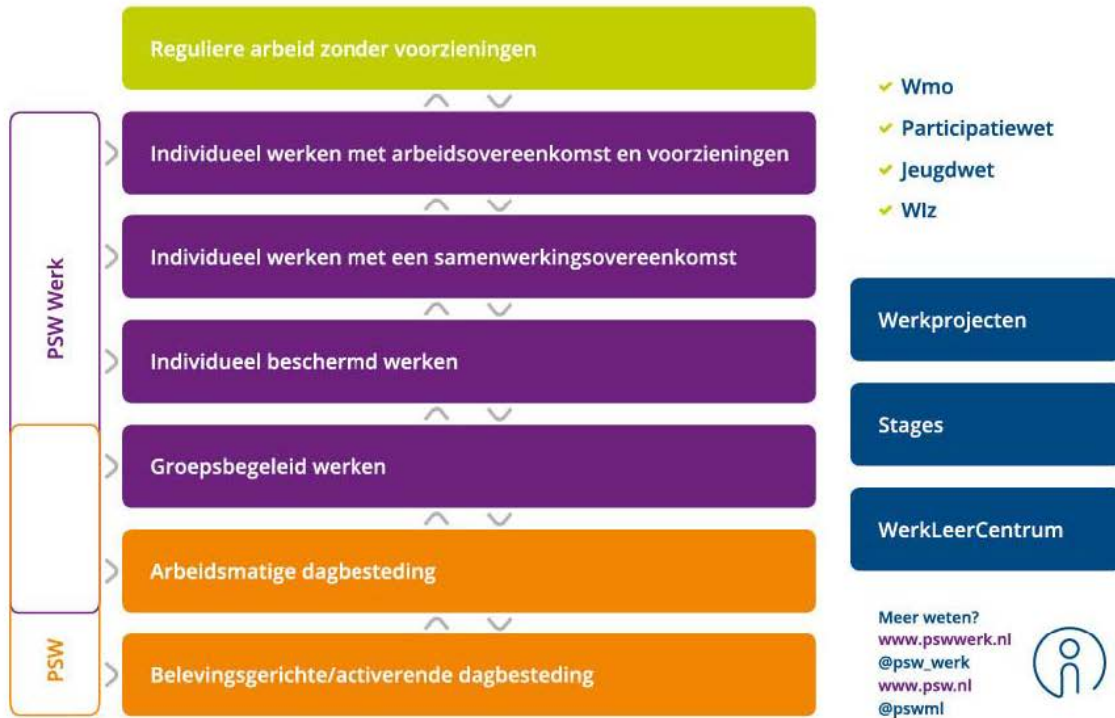 Reguliere arbeid zonder voorzieningen
PSW Werk
Individueel werken met arbeidsovereenkomst en voorzieningen
Individueel werken met een samenwerkingsovereenkomst
Individueel beschermd werken
Groepsbegeleid werken
Arbeidsmatige dagbesteding
PSW
Belevingsgerichte/activerende dagbesteding
Wmo
Participatiewet
Jeugdwet
Wlz
Werkprojecten
Stages
WerkLeerCentrum
Meer weten?
www.pswwerk.nl
@psw_werk
www.psw.nl
@pswml